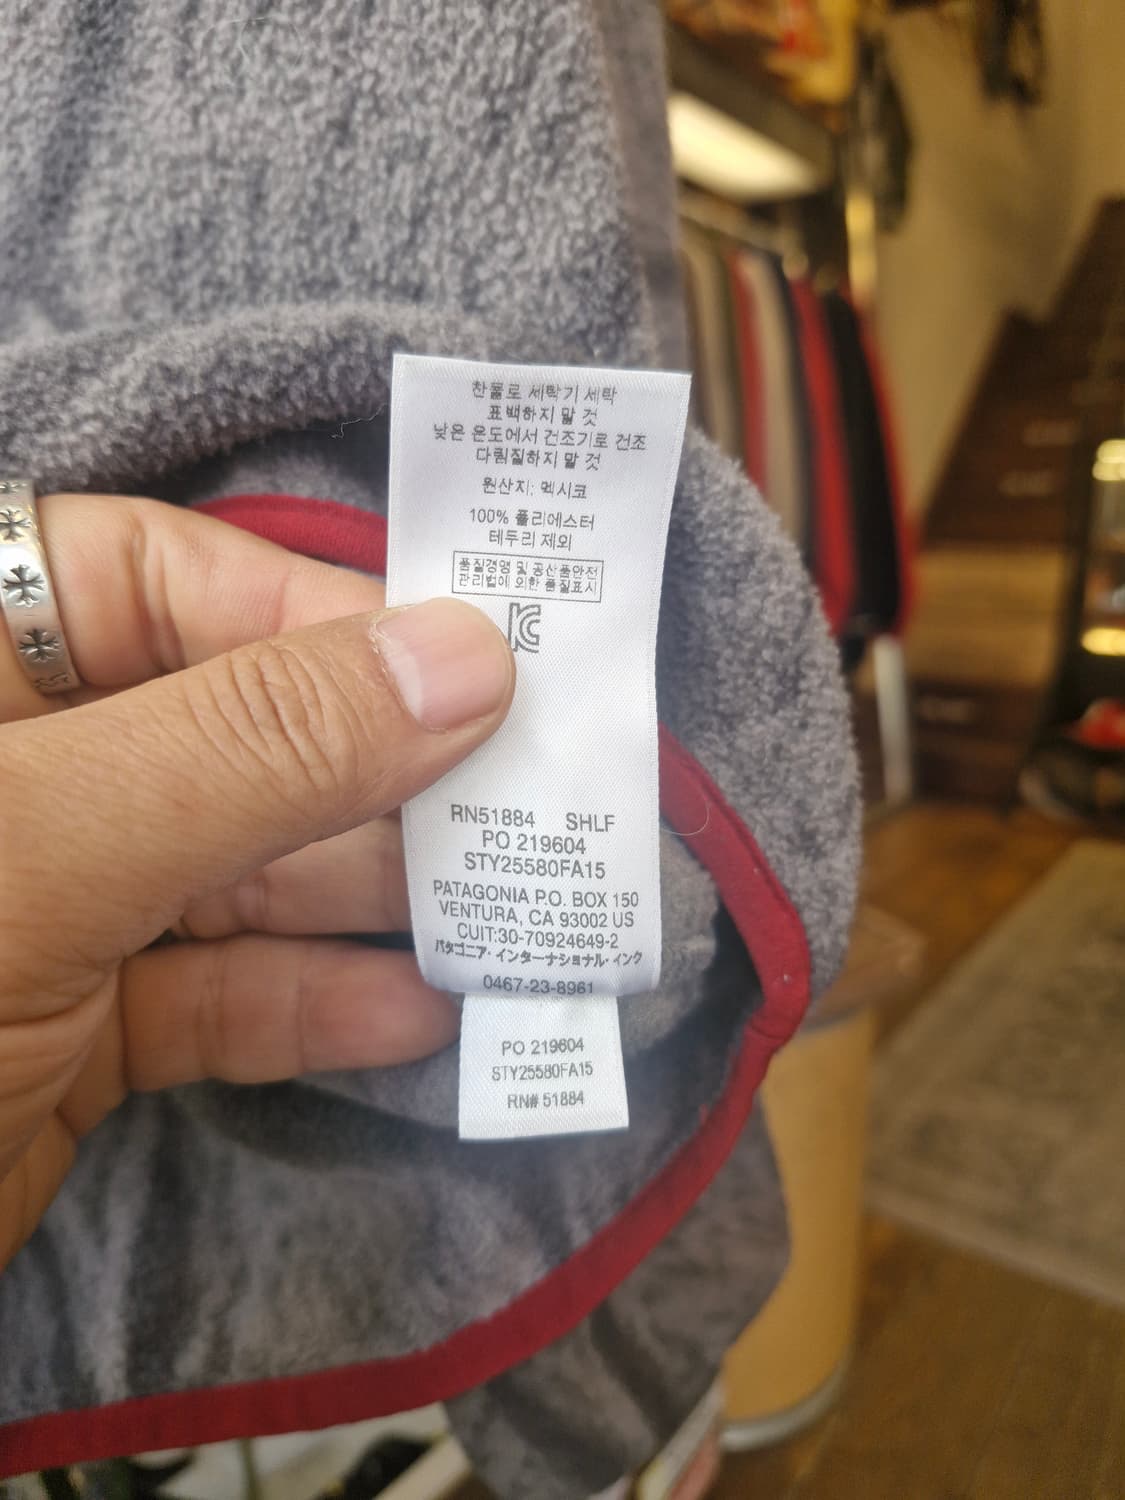 찬물로 세탁기 세탁
표백하지 말 것
낮은 온도에서 건조기로 건조
다림질하지 말 것
원산지: 멕시코
100% 폴리에스터
테두리 제외
품질경영 및 공산품안전
관리법에 의한 품질표시
RN51884 SHLF
PO 219604
STY25580FA15
PATAGONIA P.O. BOX 150
VENTURA, CA 93002 US
CUIT:30-70924649-2
パタゴニア・インターナショナル・インク
0467-23-8961
PO 219604
STY25580FA15
RN# 51884